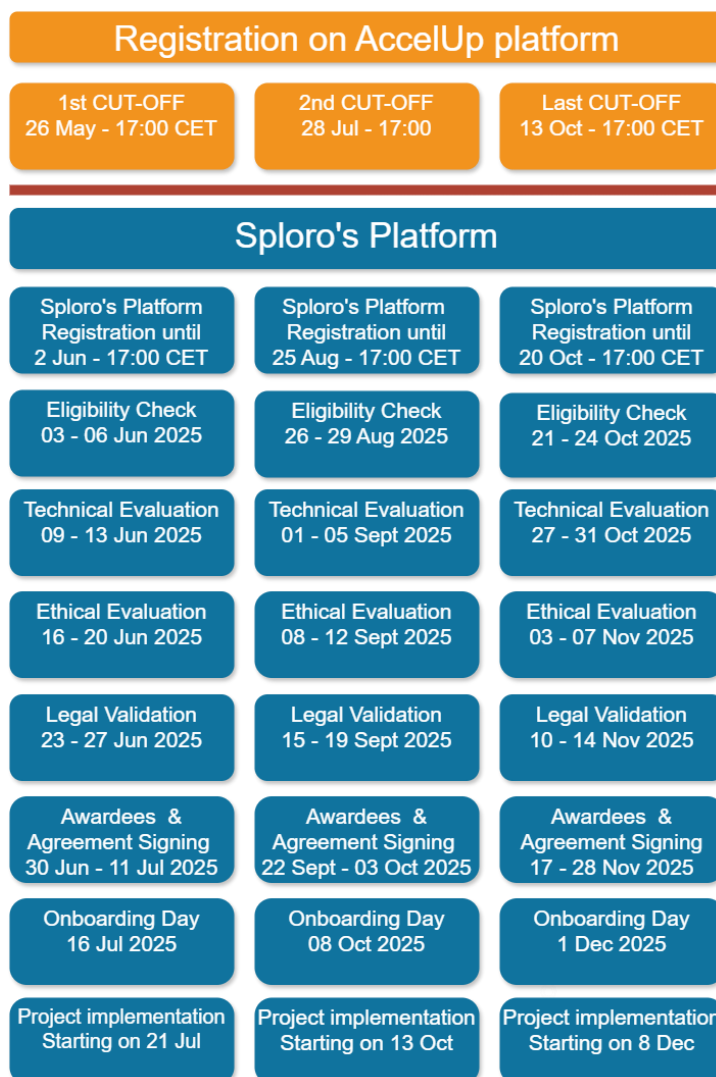 Registration on AccelUp platform
1st CUT-OFF
26 May - 17:00 CET
2nd CUT-OFF
28 Jul - 17:00
Last CUT-OFF
13 Oct - 17:00 CET
Sploro's Platform
Sploro's Platform
Registration until
2 Jun - 17:00 CET
Sploro's Platform
Registration until
25 Aug - 17:00 CET
Sploro's Platform
Registration until
20 Oct - 17:00 CET
Eligibility Check
03 - 06 Jun 2025
Eligibility Check
26 - 29 Aug 2025
Eligibility Check
21 - 24 Oct 2025
Technical Evaluation
09 - 13 Jun 2025
Technical Evaluation
01 - 05 Sept 2025
Technical Evaluation
27 - 31 Oct 2025
Ethical Evaluation
16 - 20 Jun 2025
Ethical Evaluation
08 - 12 Sept 2025
Ethical Evaluation
03 - 07 Nov 2025
Legal Validation
23 - 27 Jun 2025
Legal Validation
15 - 19 Sept 2025
Legal Validation
10 - 14 Nov 2025
Awardees &
Agreement Signing
30 Jun - 11 Jul 2025
Awardees &
Agreement Signing
22 Sept - 03 Oct 2025
Awardees &
Agreement Signing
17 - 28 Nov 2025
Onboarding Day
16 Jul 2025
Onboarding Day
08 Oct 2025
Onboarding Day
1 Dec 2025
Project implementation
Starting on 21 Jul
Project implementation
Starting on 13 Oct
Project implementation
Starting on 8 Dec